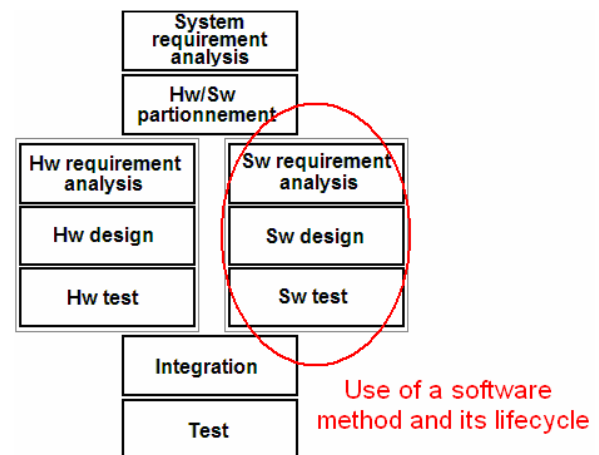 System
requirement
analysis
Hw/Sw
partionnement
Hw requirement
analysis
Hw design
Hw test
Sw requirement
analysis
Sw design
Sw test
Integration
Test
Use of a software
method and its lifecycle